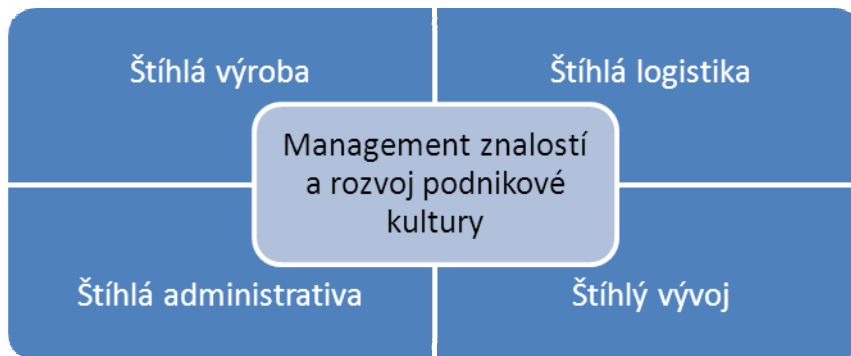 Štíhlá výroba
Štíhlá logistika
Management znalostí
a rozvoj podnikové
kultury
Štíhlá administrativa
Štíhlý vývoj